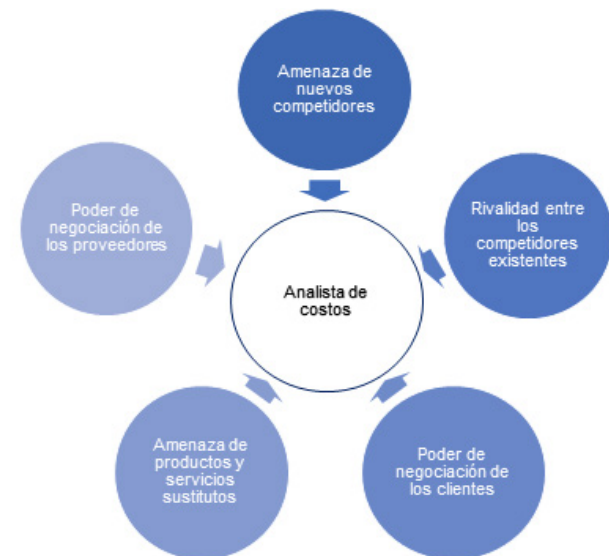 Amenaza de
nuevos
competidores
Rivalidad entre
los
competidores
existentes
Poder de
negociación de
los clientes
Amenaza de
productos y
servicios
sustitutos
Poder de
negociación de
los proveedores
Analista de
costos